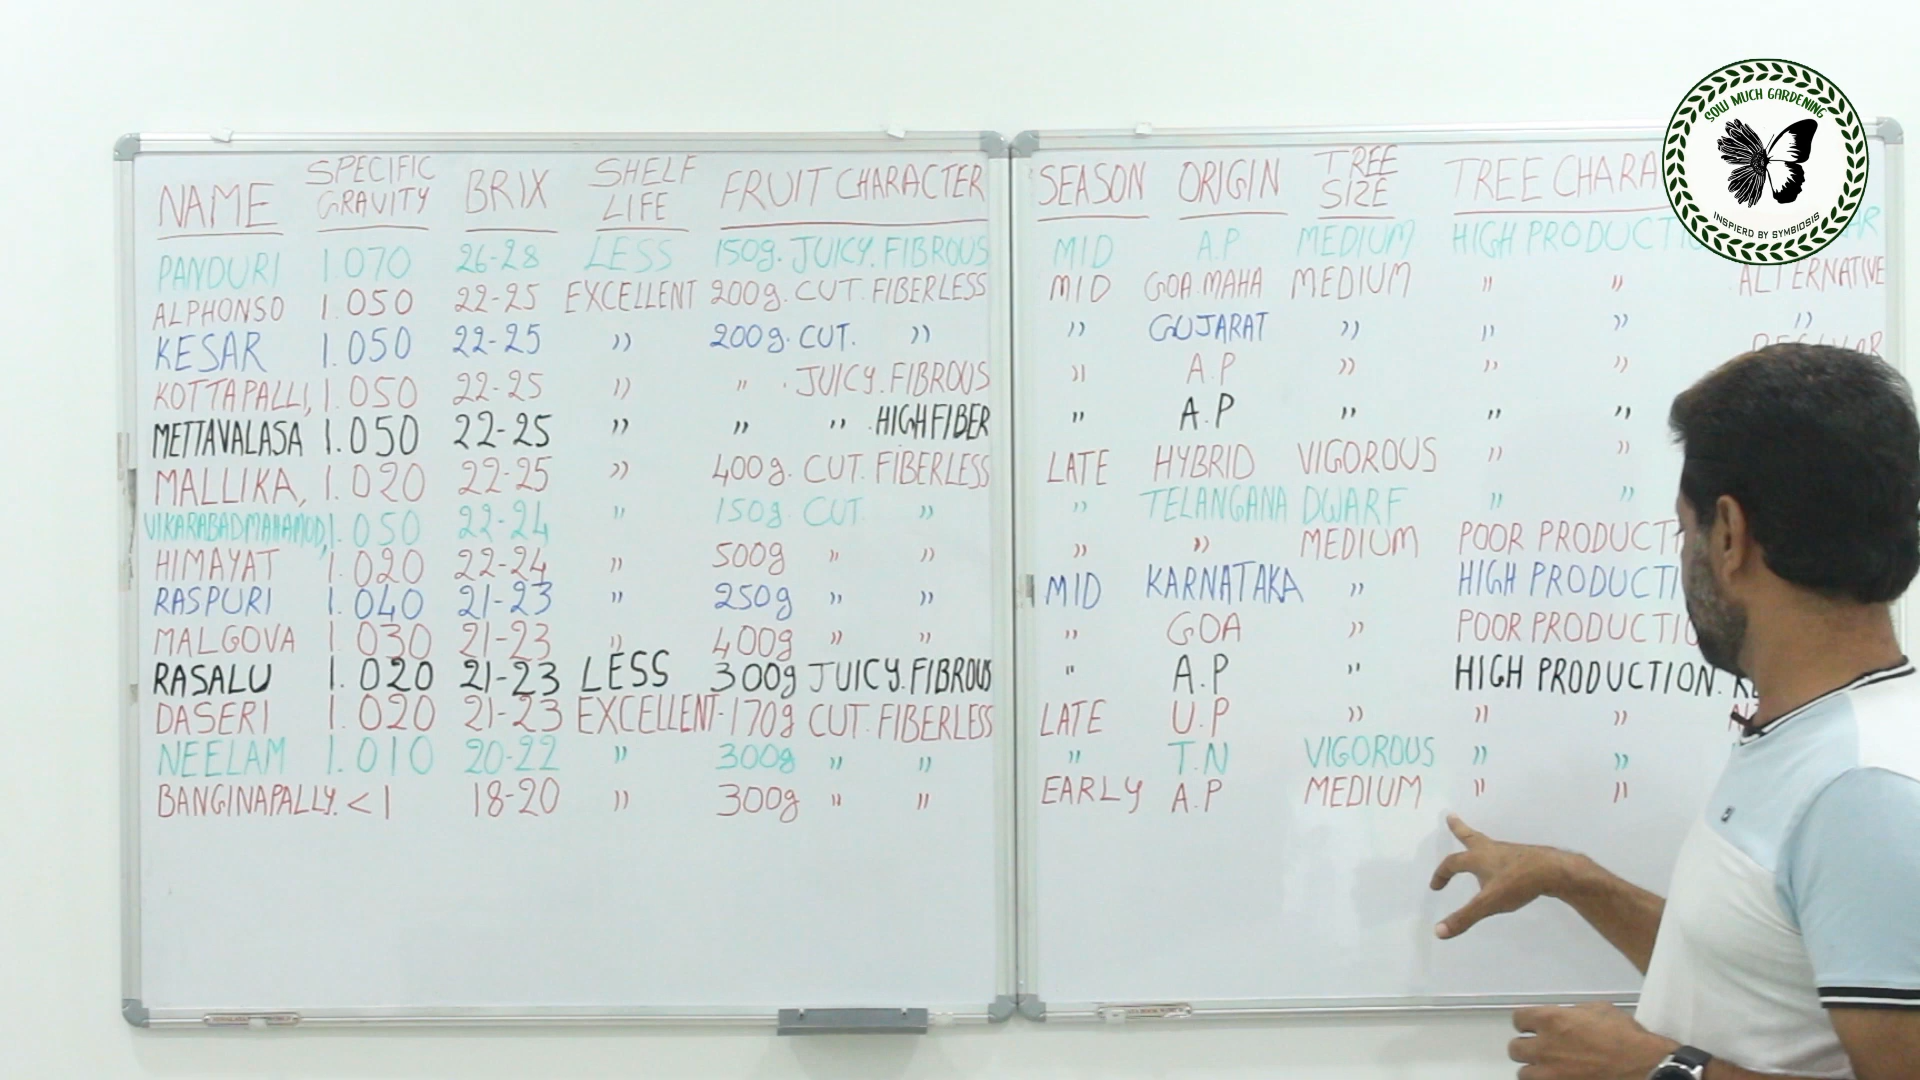 SOW MUCH GARDENING
INSPIERD BY SYMBIOSIS
NAME SPECIFIC GRAVITY BRIX SHELF LIFE FRUIT CHARACTER SEASON ORIGIN TREE SIZE TREE CHARA
PANDURI 1.070 26-28 LESS 150g. JUICY. FIBROUS MID A.P MEDIUM HIGH PRODUCTI
ALPHONSO 1.050 22-25 EXCELLENT 200g. CUT. FIBERLESS MID GOA.MAHA MEDIUM " " ALTERNATIVE
KESAR 1.050 22-25 " 200g. CUT. " " GUJARAT " " " "
KOTTAPALLI, 1.050 22-25 " " . JUICY. FIBROUS " A.P " " " REGULAR
METTAVALASA 1.050 22-25 " " " . HIGHFIBER " A.P " " "
MALLIKA, 1.020 22-25 " 400g. CUT. FIBERLESS LATE HYBRID VIGOROUS " "
VIKARABADMAHAMOD, 1.050 22-24 " 150g. CUT. " " TELANGANA DWARF " "
HIMAYAT 1.020 22-24 " 500g " " " " MEDIUM POOR PRODUCT
RASPURI 1.040 21-23 " 250g " " MID KARNATAKA " HIGH PRODUCTI
MALGOVA 1.030 21-23 " 400g " " " GOA " POOR PRODUCTIO
RASALU 1.020 21-23 LESS 300g JUICY. FIBROUS " A.P " HIGH PRODUCTION.
DASERI 1.020 21-23 EXCELLENT-170g CUT. FIBERLESS LATE U.P " " "
NEELAM 1.010 20-22 " 300g " " " T.N VIGOROUS " "
BANGINAPALLY. <1 18-20 " 300g " " EARLY A.P MEDIUM " "